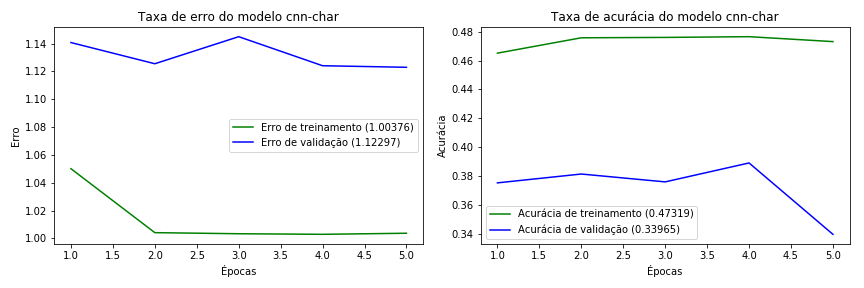 Taxa de erro do modelo cnn-char
1.14
1.12
1.10
1.08
1.06
1.04
1.02
1.00
Erro
Erro de treinamento (1.00376)
Erro de validação (1.12297)
1.0 1.5 2.0 2.5 3.0 3.5 4.0 4.5 5.0
Épocas
Taxa de acurácia do modelo cnn-char
0.48
0.46
0.44
0.42
0.40
0.38
0.36
0.34
Acurácia
Acurácia de treinamento (0.47319)
Acurácia de validação (0.33965)
1.0 1.5 2.0 2.5 3.0 3.5 4.0 4.5 5.0
Épocas